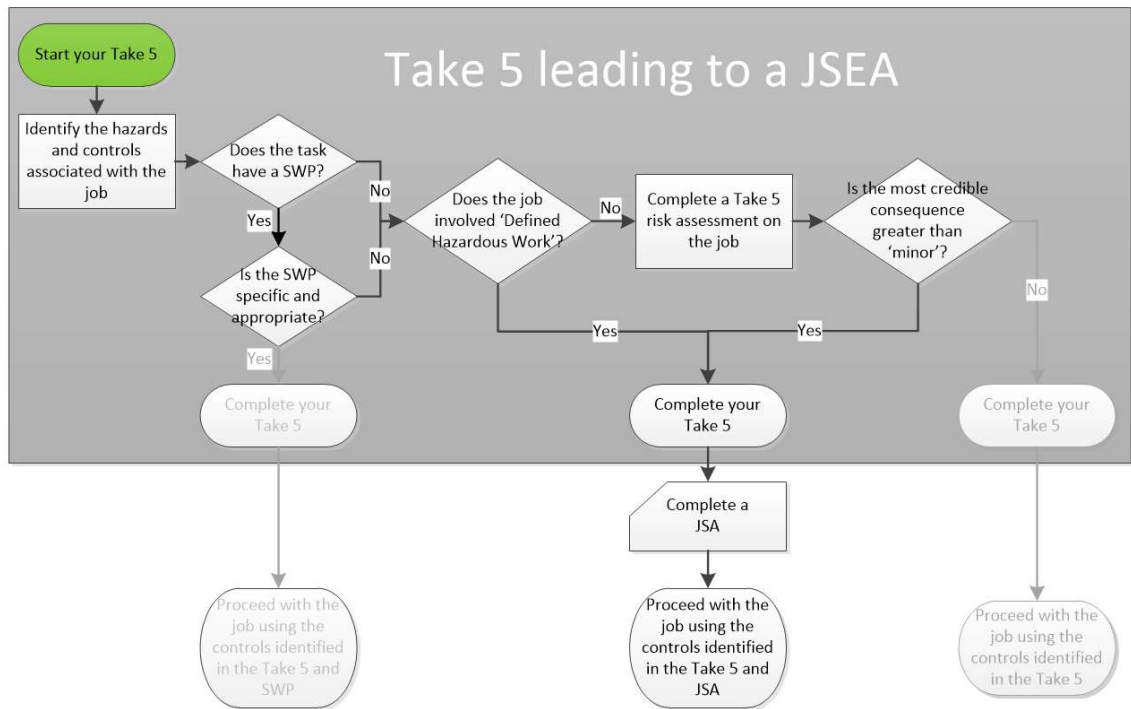 Start your Take 5
Take 5 leading to a JSEA
Identify the hazards
and controls
associated with the
job
Does the task
have a SWP?
No
Yes
Is the SWP
specific and
appropriate?
No
Yes
Does the job
involved ‘Defined
Hazardous Work’?
No
Yes
Complete a Take 5
risk assessment on
the job
Is the most credible
consequence
greater than
‘minor’?
Yes
No
Complete your
Take 5
Complete your
Take 5
Complete your
Take 5
Complete a
JSA
Proceed with the
job using the
controls identified
in the Take 5 and
SWP
Proceed with the
job using the
controls identified
in the Take 5 and
JSA
Proceed with the
job using the
controls identified
in the Take 5